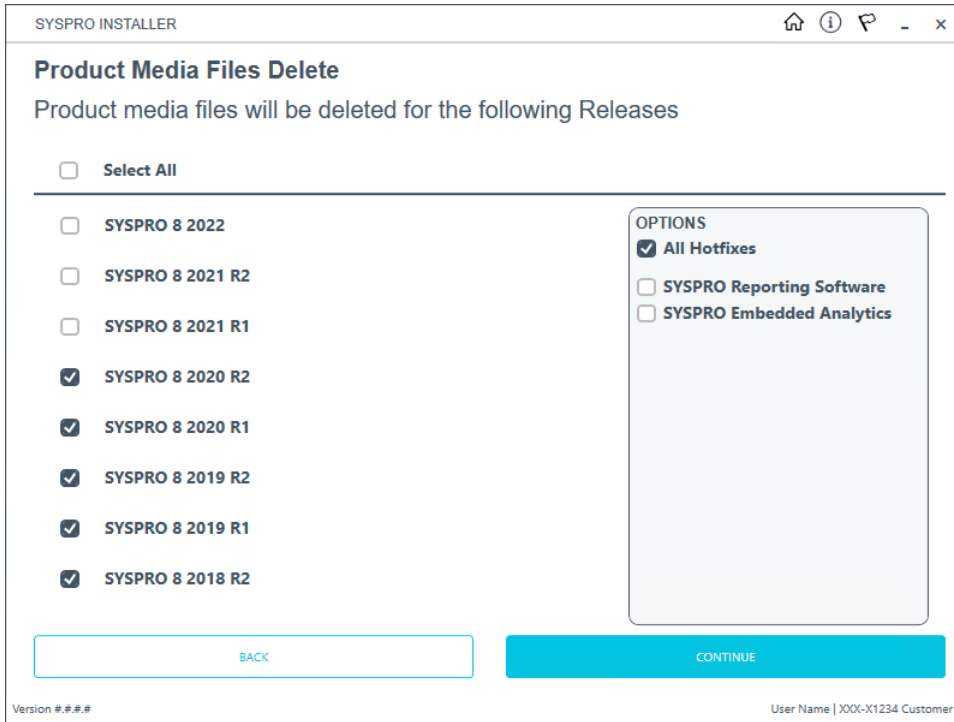 SYSPRO INSTALLER
Product Media Files Delete
Product media files will be deleted for the following Releases
Select All
SYSPRO 8 2022
SYSPRO 8 2021 R2
SYSPRO 8 2021 R1
SYSPRO 8 2020 R2
SYSPRO 8 2020 R1
SYSPRO 8 2019 R2
SYSPRO 8 2019 R1
SYSPRO 8 2018 R2
OPTIONS
All Hotfixes
SYSPRO Reporting Software
SYSPRO Embedded Analytics
BACK
CONTINUE
Version #.#.#.#
User Name | XXX-X1234 Customer